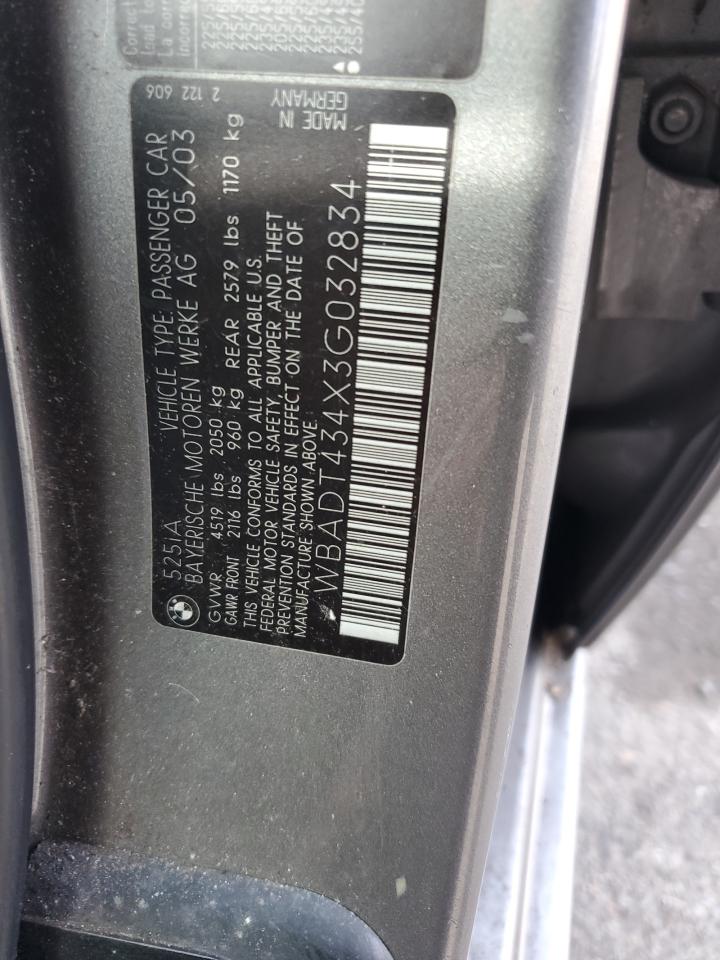 525IA VEHICLE TYPE: PASSENGER CAR 2 122 606
BAYERISCHE MOTOREN WERKE AG 05/03
GVWR 4519 lbs 2050 kg
GAWR FRONT 2116 lbs 960 kg REAR 2579 lbs 1170 kg
THIS VEHICLE CONFORMS TO ALL APPLICABLE U.S.
FEDERAL MOTOR VEHICLE SAFETY, BUMPER AND THEFT
PREVENTION STANDARDS IN EFFECT ON THE DATE OF
MANUFACTURE SHOWN ABOVE
MADE IN
GERMANY
WBADT434X3G032834